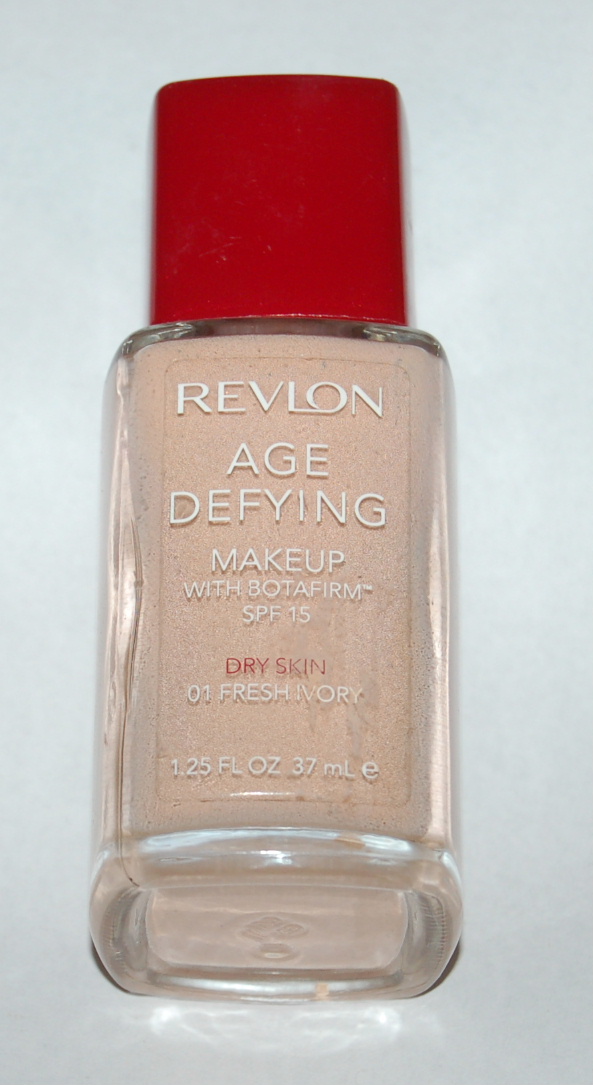 REVLON
AGE
DEFYING
MAKEUP
WITH BOTAFIRM™
SPF 15
DRY SKIN
01 FRESH IVORY
1.25 FL OZ 37 mL ℮